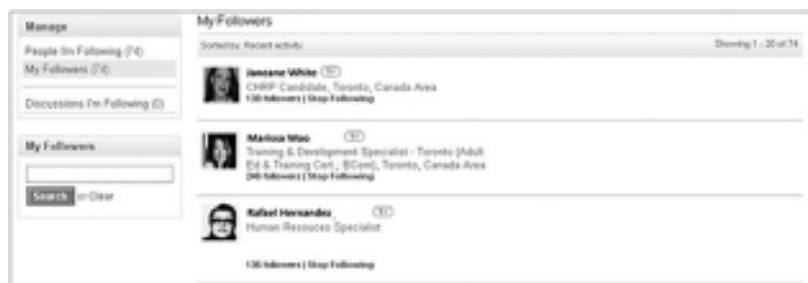 Manage
People I'm Following (74)
My Followers (74)
Discussions I'm Following (0)
My Followers
Search or Clear
My Followers
Sorted by: Recent activity
Showing 1 - 20 of 74
Janeane White
CHRP Candidate, Toronto, Canada Area
138 followers | Stop Following
Marissa Woo
Training & Development Specialist - Toronto (Adult
Ed & Training Cert., BCom), Toronto, Canada Area
248 followers | Stop Following
Rafael Hernandez
Human Resouces Specialist
136 followers | Stop Following